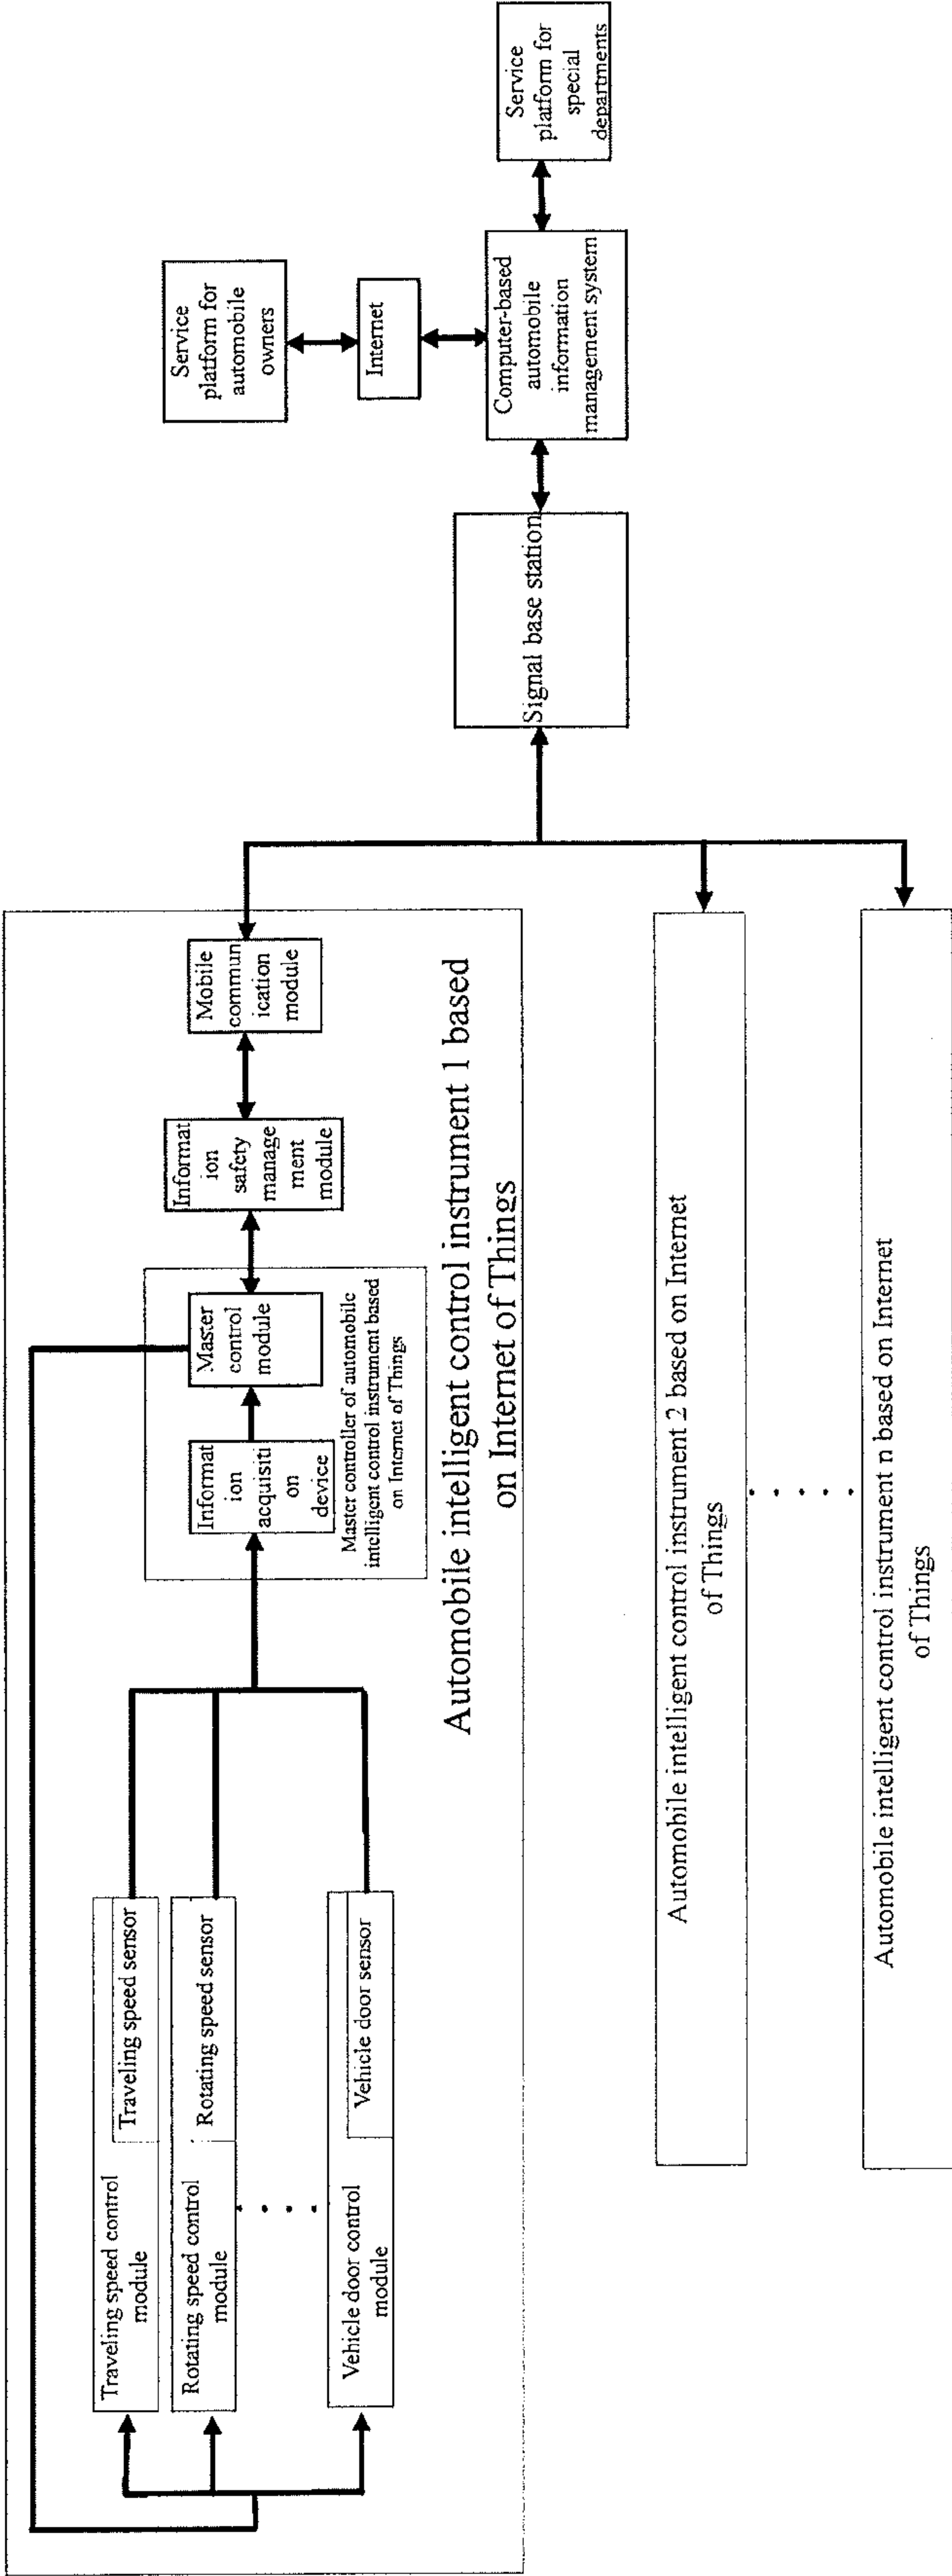 Traveling speed control
module
Traveling speed sensor
Rotating speed control
module
Rotating speed sensor
Vehicle door control
module
Vehicle door sensor
Informat
ion
acquisiti
on
device
Master
control
module
Master controller of automobile
intelligent control instrument based
on Internet of Things
Informat
ion
safety
manage
ment
module
Mobile
commun
ication
module
Automobile intelligent control instrument 1 based
on Internet of Things
Automobile intelligent control instrument 2 based on Internet
of Things
Automobile intelligent control instrument n based on Internet
of Things
Signal base station
Service
platform for
automobile
owners
Internet
Computer-based
automobile
information
management system
Service
platform for
special
departments